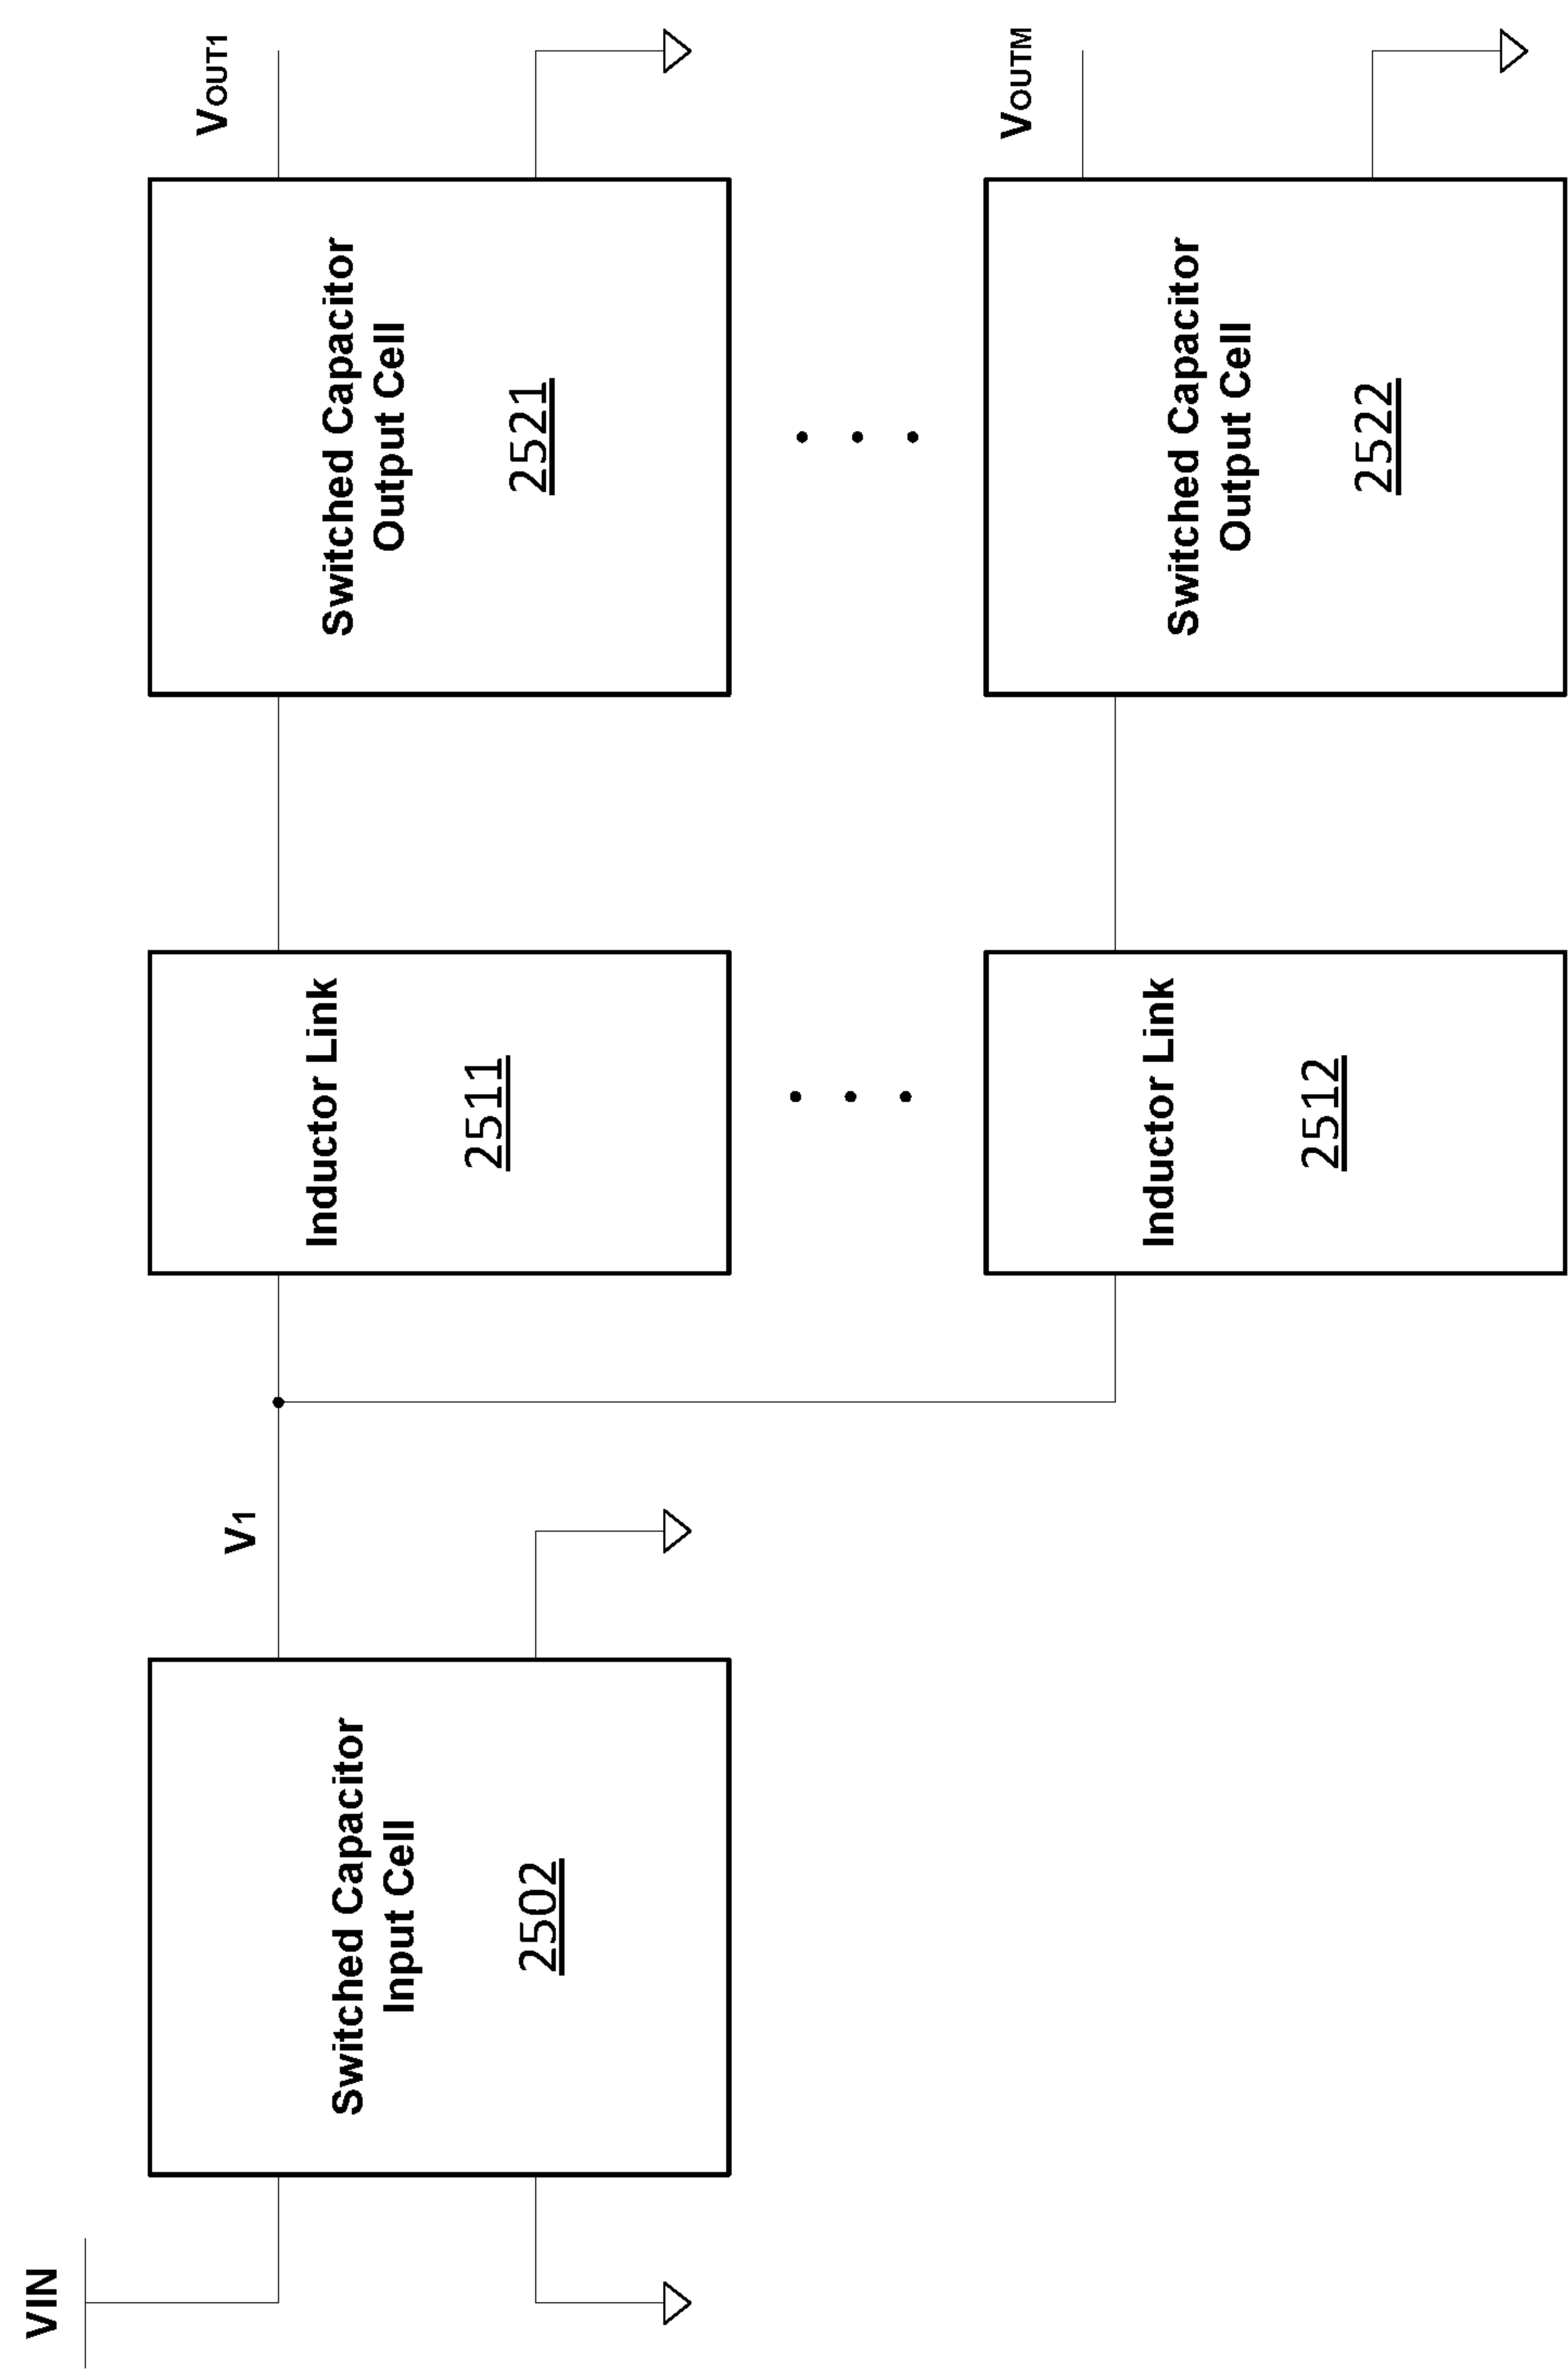 VIN
Switched Capacitor
Input Cell
2502
V1
Inductor Link
2511
Switched Capacitor
Output Cell
2521
VOUT1
Inductor Link
2512
Switched Capacitor
Output Cell
2522
VOUTM